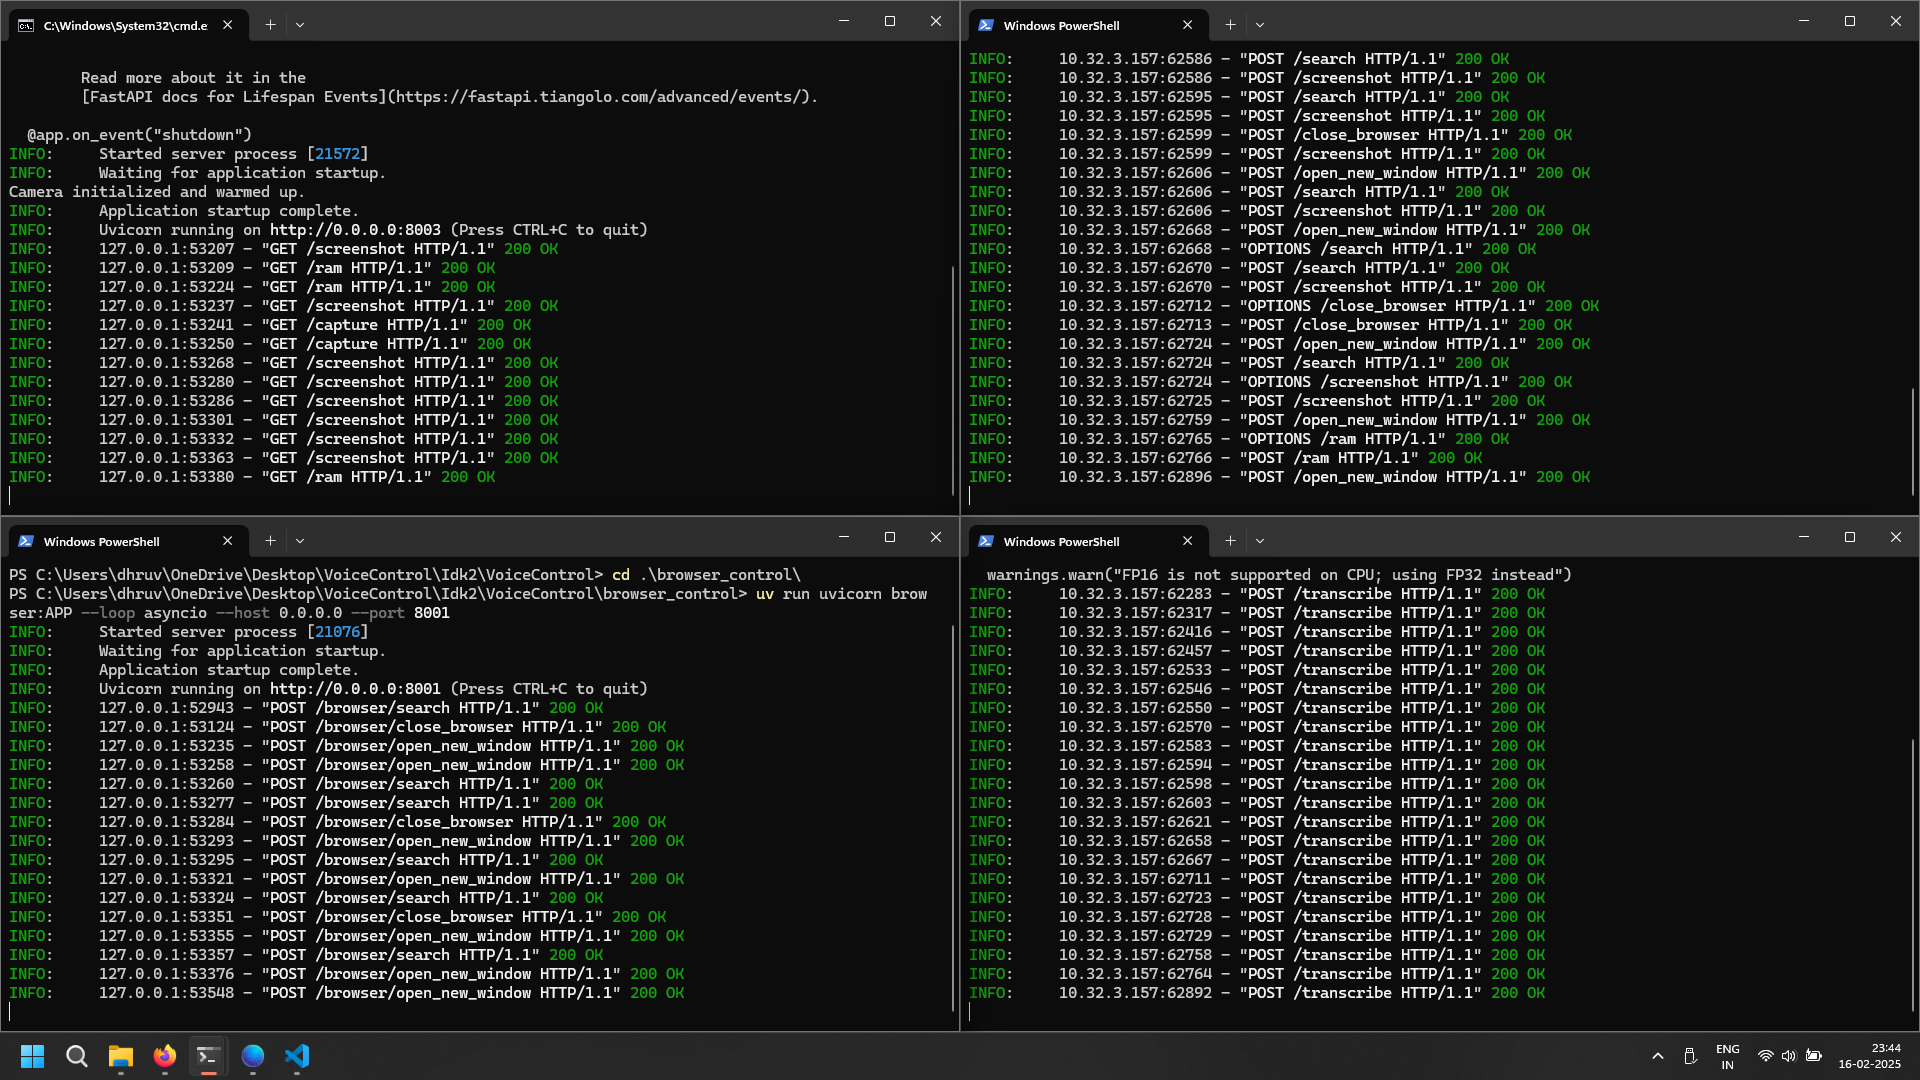 C:\Windows\System32\cmd.e
Read more about it in the
[FastAPI docs for Lifespan Events](https://fastapi.tiangolo.com/advanced/events/).
@app.on_event("shutdown")
INFO:     Started server process [21572]
INFO:     Waiting for application startup.
Camera initialized and warmed up.
INFO:     Application startup complete.
INFO:     Uvicorn running on http://0.0.0.0:8003 (Press CTRL+C to quit)
INFO:     127.0.0.1:53207 - "GET /screenshot HTTP/1.1" 200 OK
INFO:     127.0.0.1:53209 - "GET /ram HTTP/1.1" 200 OK
INFO:     127.0.0.1:53224 - "GET /ram HTTP/1.1" 200 OK
INFO:     127.0.0.1:53237 - "GET /screenshot HTTP/1.1" 200 OK
INFO:     127.0.0.1:53241 - "GET /capture HTTP/1.1" 200 OK
INFO:     127.0.0.1:53250 - "GET /capture HTTP/1.1" 200 OK
INFO:     127.0.0.1:53268 - "GET /screenshot HTTP/1.1" 200 OK
INFO:     127.0.0.1:53280 - "GET /screenshot HTTP/1.1" 200 OK
INFO:     127.0.0.1:53286 - "GET /screenshot HTTP/1.1" 200 OK
INFO:     127.0.0.1:53301 - "GET /screenshot HTTP/1.1" 200 OK
INFO:     127.0.0.1:53332 - "GET /screenshot HTTP/1.1" 200 OK
INFO:     127.0.0.1:53363 - "GET /screenshot HTTP/1.1" 200 OK
INFO:     127.0.0.1:53380 - "GET /ram HTTP/1.1" 200 OK
Windows PowerShell
INFO:     10.32.3.157:62586 - "POST /search HTTP/1.1" 200 OK
INFO:     10.32.3.157:62586 - "POST /screenshot HTTP/1.1" 200 OK
INFO:     10.32.3.157:62595 - "POST /search HTTP/1.1" 200 OK
INFO:     10.32.3.157:62595 - "POST /screenshot HTTP/1.1" 200 OK
INFO:     10.32.3.157:62599 - "POST /close_browser HTTP/1.1" 200 OK
INFO:     10.32.3.157:62599 - "POST /screenshot HTTP/1.1" 200 OK
INFO:     10.32.3.157:62606 - "POST /open_new_window HTTP/1.1" 200 OK
INFO:     10.32.3.157:62606 - "POST /search HTTP/1.1" 200 OK
INFO:     10.32.3.157:62606 - "POST /screenshot HTTP/1.1" 200 OK
INFO:     10.32.3.157:62668 - "POST /open_new_window HTTP/1.1" 200 OK
INFO:     10.32.3.157:62668 - "OPTIONS /search HTTP/1.1" 200 OK
INFO:     10.32.3.157:62670 - "POST /search HTTP/1.1" 200 OK
INFO:     10.32.3.157:62670 - "POST /screenshot HTTP/1.1" 200 OK
INFO:     10.32.3.157:62712 - "OPTIONS /close_browser HTTP/1.1" 200 OK
INFO:     10.32.3.157:62713 - "POST /close_browser HTTP/1.1" 200 OK
INFO:     10.32.3.157:62724 - "POST /open_new_window HTTP/1.1" 200 OK
INFO:     10.32.3.157:62724 - "POST /search HTTP/1.1" 200 OK
INFO:     10.32.3.157:62724 - "OPTIONS /screenshot HTTP/1.1" 200 OK
INFO:     10.32.3.157:62725 - "POST /screenshot HTTP/1.1" 200 OK
INFO:     10.32.3.157:62759 - "POST /open_new_window HTTP/1.1" 200 OK
INFO:     10.32.3.157:62765 - "OPTIONS /ram HTTP/1.1" 200 OK
INFO:     10.32.3.157:62766 - "POST /ram HTTP/1.1" 200 OK
INFO:     10.32.3.157:62896 - "POST /open_new_window HTTP/1.1" 200 OK
Windows PowerShell
PS C:\Users\dhruv\OneDrive\Desktop\VoiceControl\Idk2\VoiceControl> cd .\browser_control\
PS C:\Users\dhruv\OneDrive\Desktop\VoiceControl\Idk2\VoiceControl\browser_control> uv run uvicorn brow
ser:APP --loop asyncio --host 0.0.0.0 --port 8001
INFO:     Started server process [21076]
INFO:     Waiting for application startup.
INFO:     Application startup complete.
INFO:     Uvicorn running on http://0.0.0.0:8001 (Press CTRL+C to quit)
INFO:     127.0.0.1:52943 - "POST /browser/search HTTP/1.1" 200 OK
INFO:     127.0.0.1:53124 - "POST /browser/close_browser HTTP/1.1" 200 OK
INFO:     127.0.0.1:53235 - "POST /browser/open_new_window HTTP/1.1" 200 OK
INFO:     127.0.0.1:53258 - "POST /browser/open_new_window HTTP/1.1" 200 OK
INFO:     127.0.0.1:53260 - "POST /browser/search HTTP/1.1" 200 OK
INFO:     127.0.0.1:53277 - "POST /browser/search HTTP/1.1" 200 OK
INFO:     127.0.0.1:53284 - "POST /browser/close_browser HTTP/1.1" 200 OK
INFO:     127.0.0.1:53293 - "POST /browser/open_new_window HTTP/1.1" 200 OK
INFO:     127.0.0.1:53295 - "POST /browser/search HTTP/1.1" 200 OK
INFO:     127.0.0.1:53321 - "POST /browser/open_new_window HTTP/1.1" 200 OK
INFO:     127.0.0.1:53324 - "POST /browser/search HTTP/1.1" 200 OK
INFO:     127.0.0.1:53351 - "POST /browser/close_browser HTTP/1.1" 200 OK
INFO:     127.0.0.1:53355 - "POST /browser/open_new_window HTTP/1.1" 200 OK
INFO:     127.0.0.1:53357 - "POST /browser/search HTTP/1.1" 200 OK
INFO:     127.0.0.1:53376 - "POST /browser/open_new_window HTTP/1.1" 200 OK
INFO:     127.0.0.1:53548 - "POST /browser/open_new_window HTTP/1.1" 200 OK
Windows PowerShell
warnings.warn("FP16 is not supported on CPU; using FP32 instead")
INFO:     10.32.3.157:62283 - "POST /transcribe HTTP/1.1" 200 OK
INFO:     10.32.3.157:62317 - "POST /transcribe HTTP/1.1" 200 OK
INFO:     10.32.3.157:62416 - "POST /transcribe HTTP/1.1" 200 OK
INFO:     10.32.3.157:62457 - "POST /transcribe HTTP/1.1" 200 OK
INFO:     10.32.3.157:62533 - "POST /transcribe HTTP/1.1" 200 OK
INFO:     10.32.3.157:62546 - "POST /transcribe HTTP/1.1" 200 OK
INFO:     10.32.3.157:62550 - "POST /transcribe HTTP/1.1" 200 OK
INFO:     10.32.3.157:62570 - "POST /transcribe HTTP/1.1" 200 OK
INFO:     10.32.3.157:62583 - "POST /transcribe HTTP/1.1" 200 OK
INFO:     10.32.3.157:62594 - "POST /transcribe HTTP/1.1" 200 OK
INFO:     10.32.3.157:62598 - "POST /transcribe HTTP/1.1" 200 OK
INFO:     10.32.3.157:62603 - "POST /transcribe HTTP/1.1" 200 OK
INFO:     10.32.3.157:62621 - "POST /transcribe HTTP/1.1" 200 OK
INFO:     10.32.3.157:62658 - "POST /transcribe HTTP/1.1" 200 OK
INFO:     10.32.3.157:62667 - "POST /transcribe HTTP/1.1" 200 OK
INFO:     10.32.3.157:62711 - "POST /transcribe HTTP/1.1" 200 OK
INFO:     10.32.3.157:62723 - "POST /transcribe HTTP/1.1" 200 OK
INFO:     10.32.3.157:62728 - "POST /transcribe HTTP/1.1" 200 OK
INFO:     10.32.3.157:62729 - "POST /transcribe HTTP/1.1" 200 OK
INFO:     10.32.3.157:62758 - "POST /transcribe HTTP/1.1" 200 OK
INFO:     10.32.3.157:62764 - "POST /transcribe HTTP/1.1" 200 OK
INFO:     10.32.3.157:62892 - "POST /transcribe HTTP/1.1" 200 OK
ENG
IN
23:44
16-02-2025